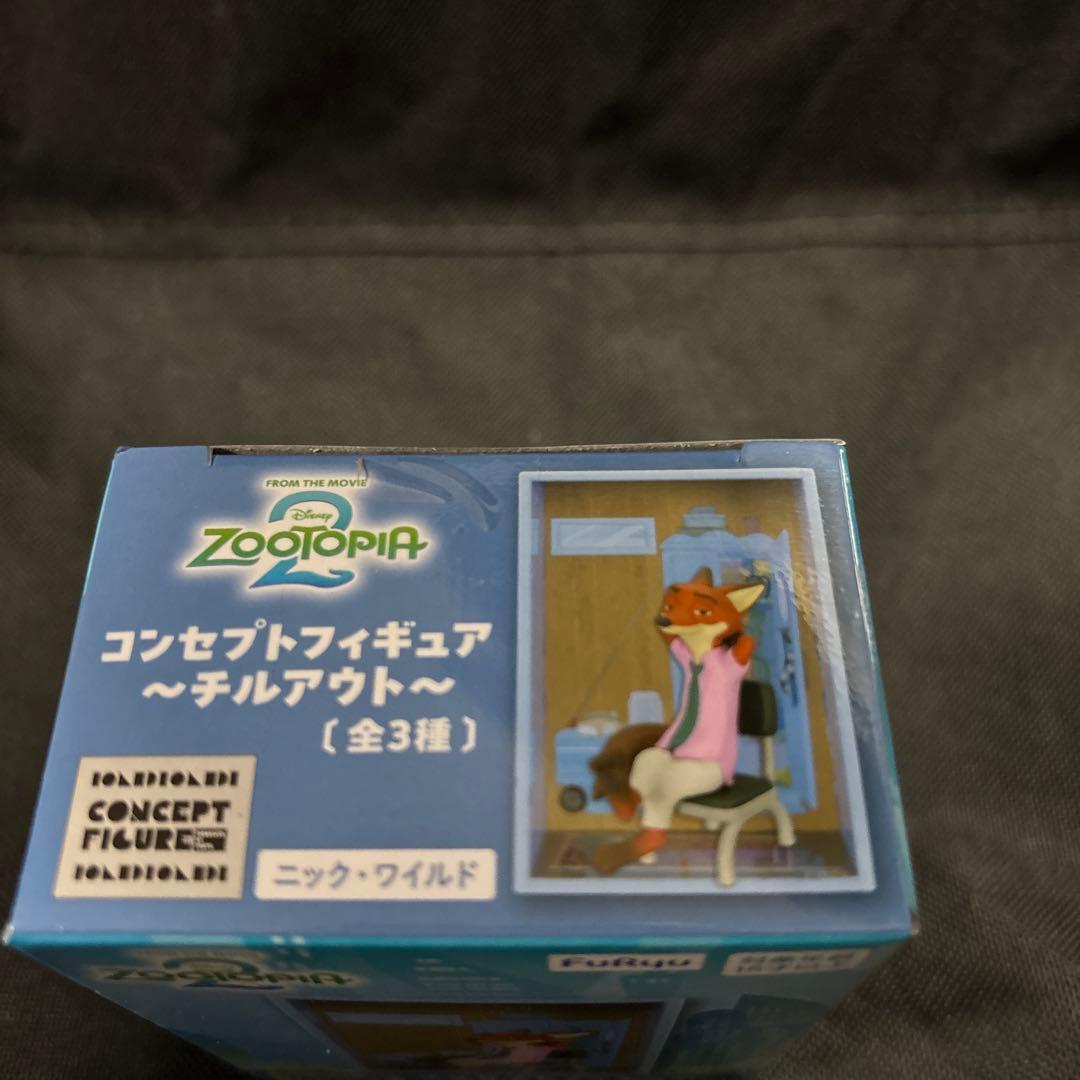 FROM THE MOVIE
Disney
ZOOTOPIA
2
コンセプトフィギュア
〜チルアウト〜
〔全3種〕
CONCEPT
FIGURE
ニック・ワイルド
ZOOTOPIA
2
FuRyu